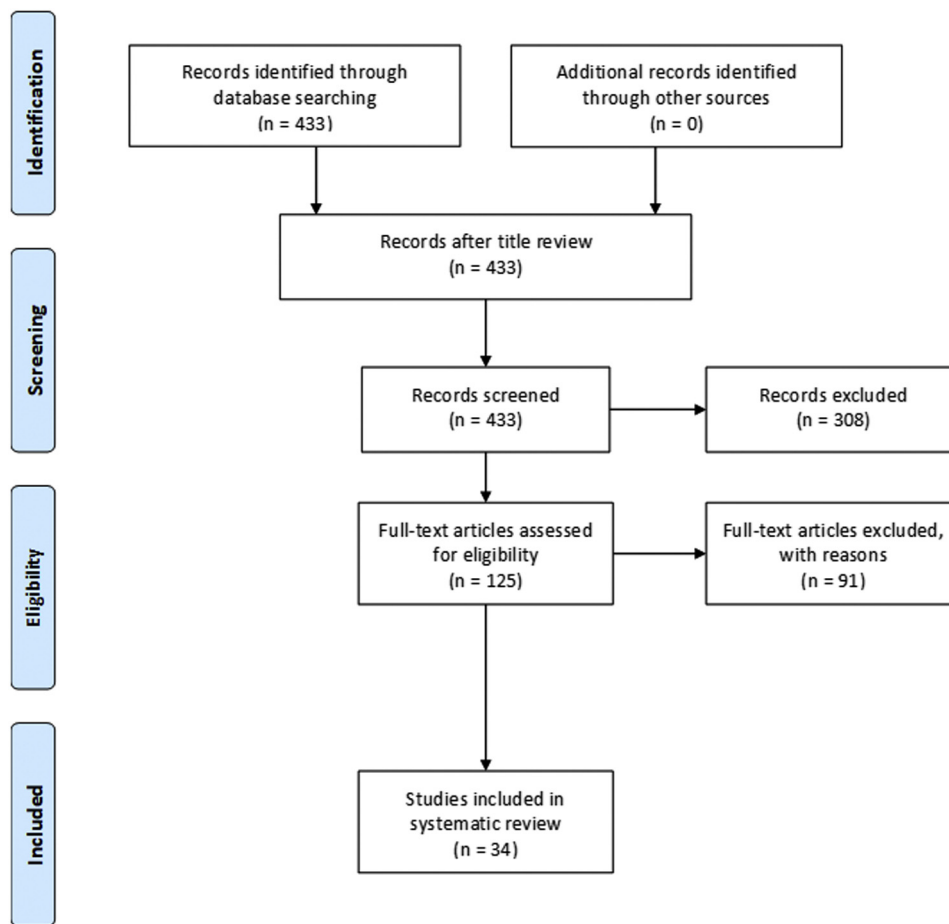 Identification
Records identified through
database searching
(n = 433)
Additional records identified
through other sources
(n = 0)
Records after title review
(n = 433)
Screening
Records screened
(n = 433)
Records excluded
(n = 308)
Eligibility
Full-text articles assessed
for eligibility
(n = 125)
Full-text articles excluded,
with reasons
(n = 91)
Included
Studies included in
systematic review
(n = 34)